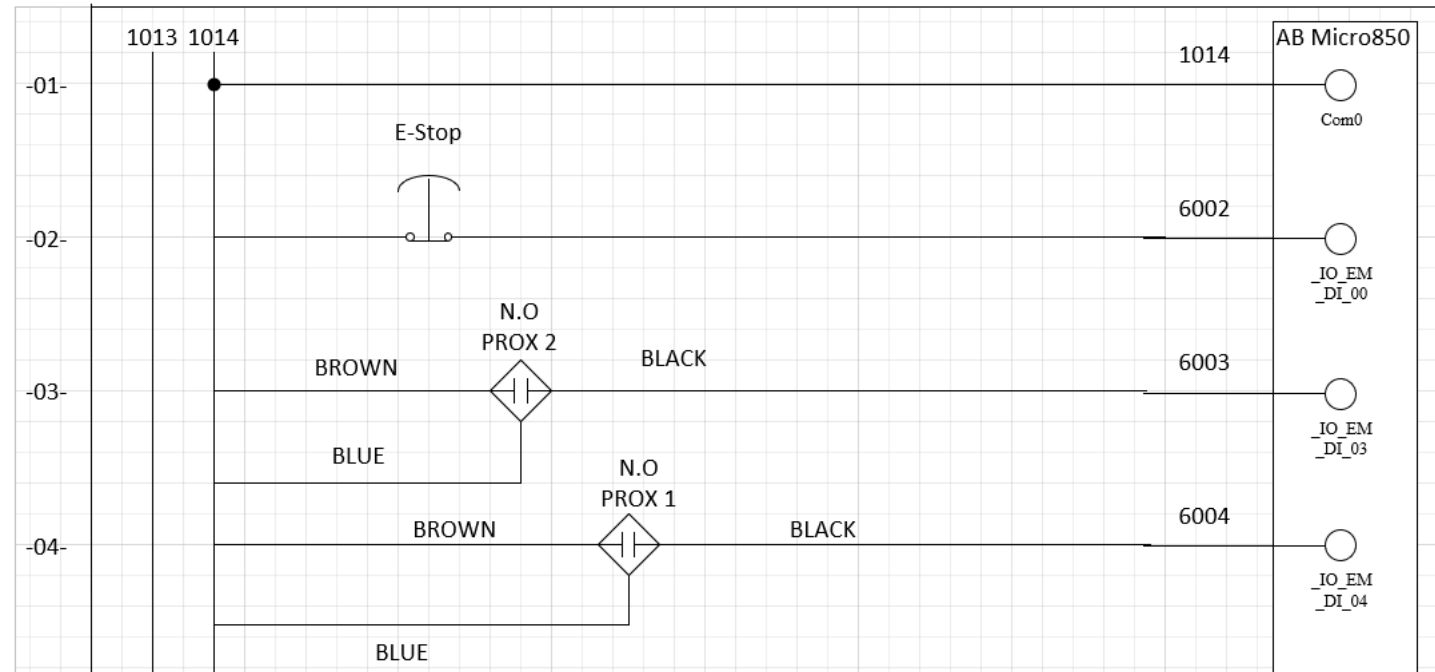 1013 1014
AB Micro850
1014
-01-
Com0
E-Stop
6002
-02-
_IO_EM
_DI_00
N.O
PROX 2
BROWN
BLACK
6003
-03-
_IO_EM
_DI_03
BLUE
N.O
PROX 1
BROWN
BLACK
6004
-04-
_IO_EM
_DI_04
BLUE